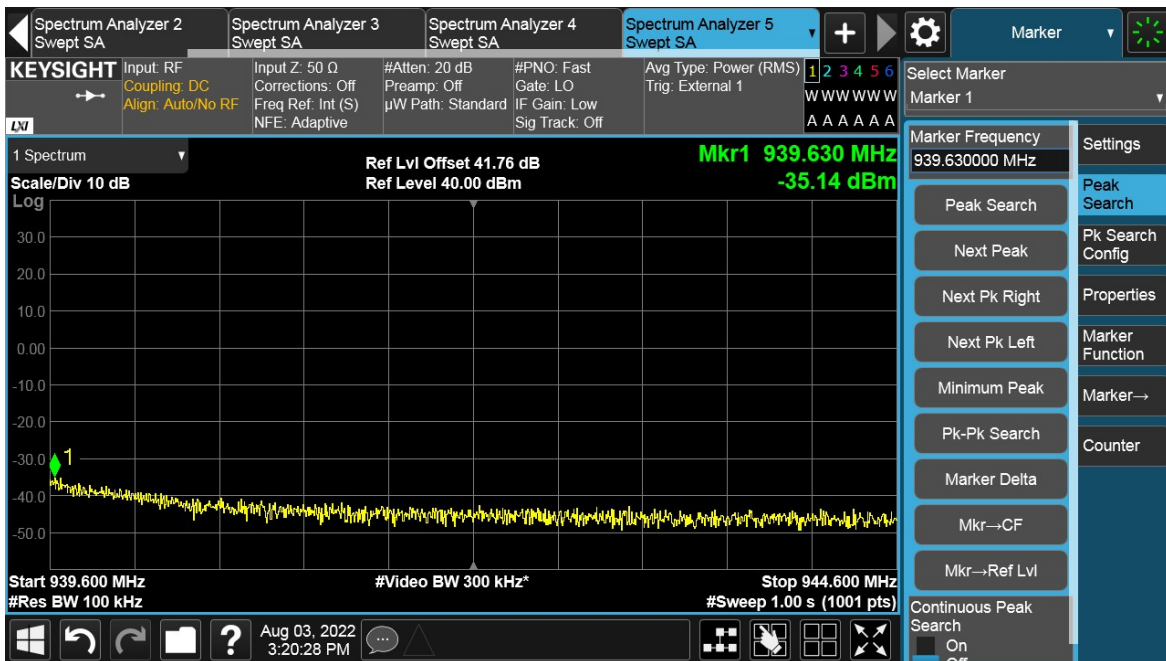 Spectrum Analyzer 2
Swept SA
Spectrum Analyzer 3
Swept SA
Spectrum Analyzer 4
Swept SA
Spectrum Analyzer 5
Swept SA
+
Marker
KEYSIGHT
LXI
Input: RF
Coupling: DC
Align: Auto/No RF
Input Z: 50 Ω
Corrections: Off
Freq Ref: Int (S)
NFE: Adaptive
#Atten: 20 dB
Preamp: Off
µW Path: Standard
#PNO: Fast
Gate: LO
IF Gain: Low
Sig Track: Off
Avg Type: Power (RMS)
Trig: External 1
1 2 3 4 5 6
W W W W W W
A A A A A A
Select Marker
Marker 1
1 Spectrum
Scale/Div 10 dB
Log
Ref Lvl Offset 41.76 dB
Ref Level 40.00 dBm
Mkr1 939.630 MHz
-35.14 dBm
30.0
20.0
10.0
0.00
-10.0
-20.0
-30.0
-40.0
-50.0
1
Start 939.600 MHz
#Res BW 100 kHz
#Video BW 300 kHz*
Stop 944.600 MHz
#Sweep 1.00 s (1001 pts)
Marker Frequency
939.630000 MHz
Peak Search
Next Peak
Next Pk Right
Next Pk Left
Minimum Peak
Pk-Pk Search
Marker Delta
Mkr→CF
Mkr→Ref Lvl
Continuous Peak
Search
On
Off
Settings
Peak
Search
Pk Search
Config
Properties
Marker
Function
Marker→
Counter
?
Aug 03, 2022
3:20:28 PM